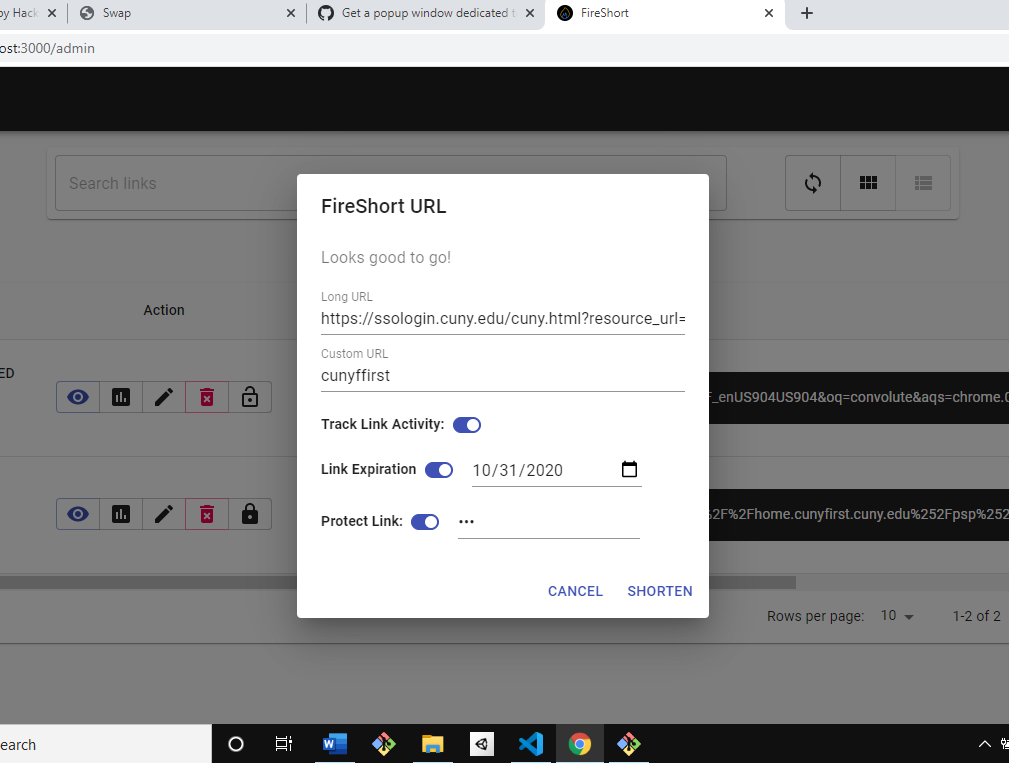 by Hack
Swap
Get a popup window dedicated t
FireShort
ost:3000/admin
Search links
FireShort URL
Looks good to go!
Long URL
https://ssologin.cuny.edu/cuny.html?resource_url=
Custom URL
cunyffirst
Action
ED
F_enUS904US904&oq=convolute&aqs=chrome.0
Track Link Activity:
Link Expiration
10/31/2020
Protect Link:
•••
2F%2Fhome.cunyfirst.cuny.edu%252Fpsp%252
CANCEL
SHORTEN
Rows per page:
10
1-2 of 2
earch